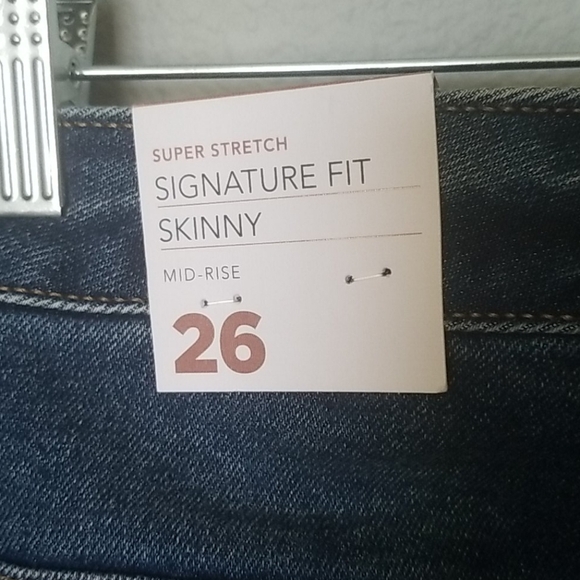 SUPER STRETCH
SIGNATURE FIT
SKINNY
MID-RISE
26